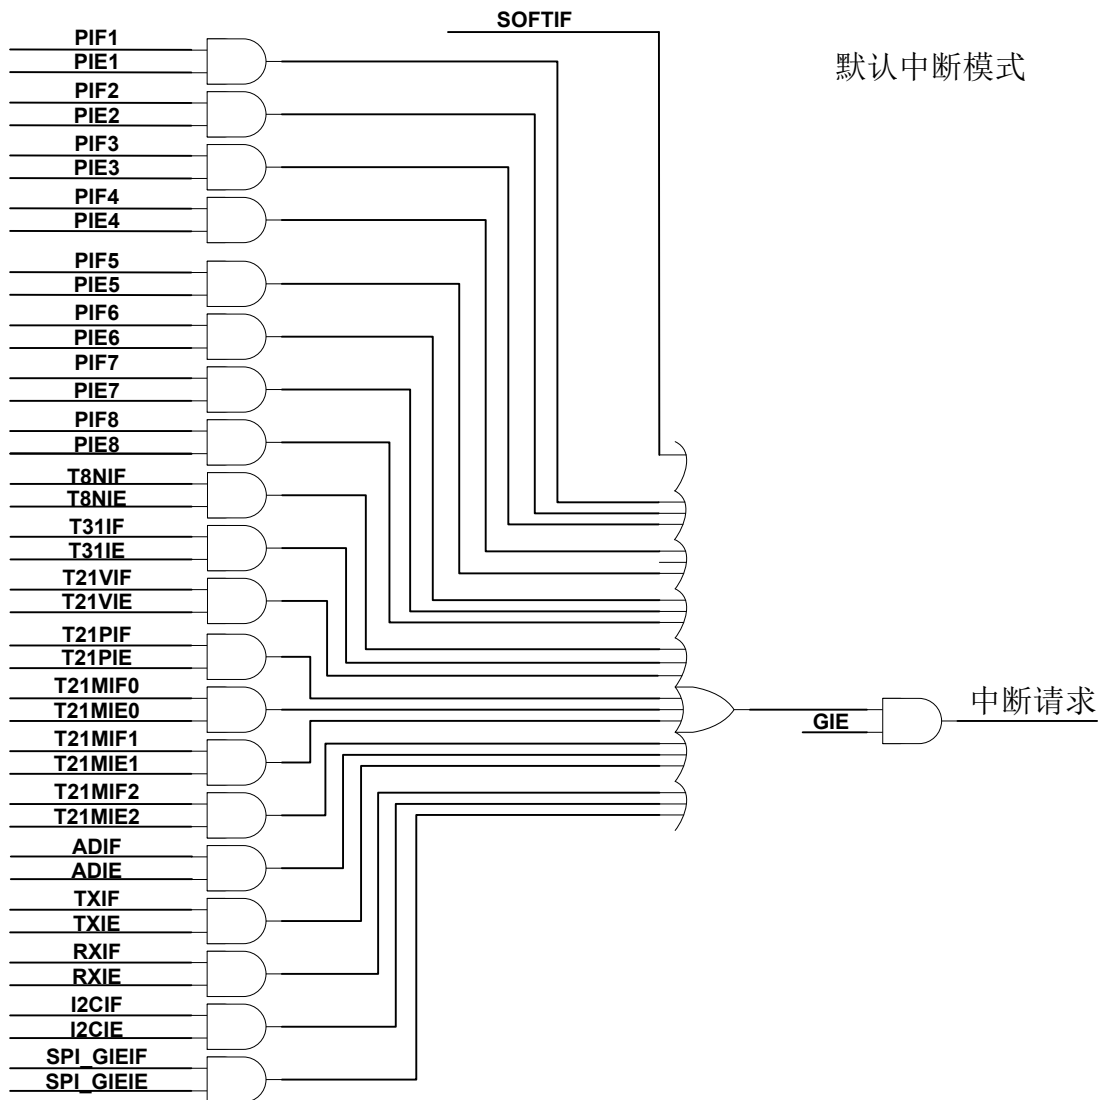 SOFTIF
默认中断模式
PIF1
PIE1
PIF2
PIE2
PIF3
PIE3
PIF4
PIE4
PIF5
PIE5
PIF6
PIE6
PIF7
PIE7
PIF8
PIE8
T8NIF
T8NIE
T31IF
T31IE
T21VIF
T21VIE
T21PIF
T21PIE
T21MIF0
T21MIE0
T21MIF1
T21MIE1
T21MIF2
T21MIE2
ADIF
ADIE
TXIF
TXIE
RXIF
RXIE
I2CIF
I2CIE
SPI_GIEIF
SPI_GIEIE
GIE
中断请求